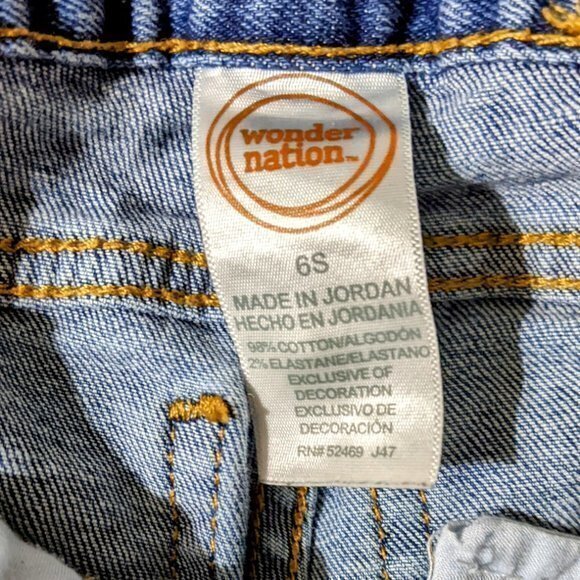 wonder
nation™
6S
MADE IN JORDAN
HECHO EN JORDANIA
98% COTTON/ALGODÓN
2% ELASTANE/ELASTANO
EXCLUSIVE OF
DECORATION
EXCLUSIVO DE
DECORACIÓN
RN# 52469 J47